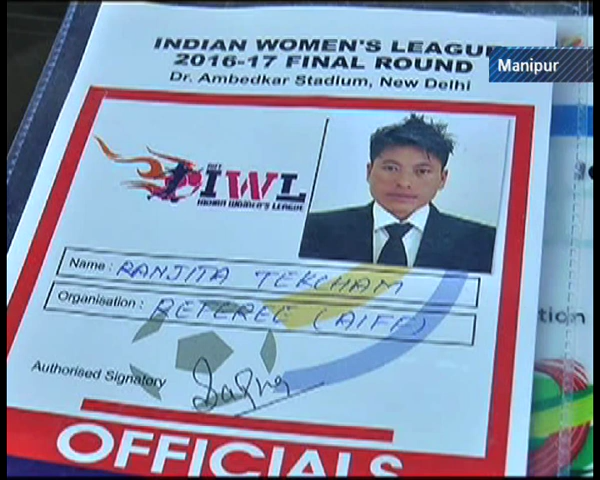 INDIAN WOMEN'S LEAGUE
2016-17 FINAL ROUND
Manipur
Dr. Ambedkar Stadium, New Delhi
IWL
INDIAN WOMEN'S LEAGUE
Name : RANJITA TEKCHAM
Organisation : REFEREE (AIFF)
tion
Authorised Signatory
OFFICIALS